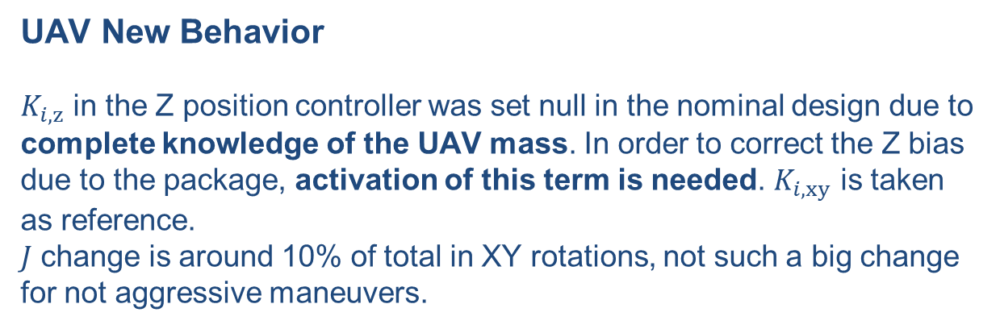 UAV New Behavior
K_{i,z} in the Z position controller was set null in the nominal design due to
complete knowledge of the UAV mass. In order to correct the Z bias
due to the package, activation of this term is needed. K_{i,xy} is taken
as reference.
J change is around 10% of total in XY rotations, not such a big change
for not aggressive maneuvers.